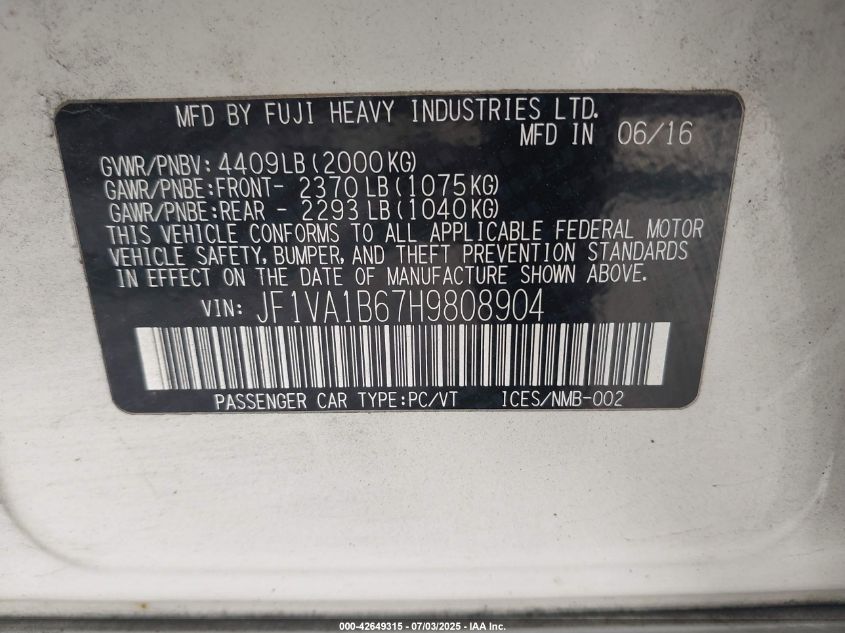 MFD BY FUJI HEAVY INDUSTRIES LTD.
MFD IN 06/16
GVWR/PNBV: 4409LB(2000KG)
GAWR/PNBE:FRONT- 2370LB(1075KG)
GAWR/PNBE:REAR - 2293LB(1040KG)
THIS VEHICLE CONFORMS TO ALL APPLICABLE FEDERAL MOTOR
VEHICLE SAFETY, BUMPER, AND THEFT PREVENTION STANDARDS
IN EFFECT ON THE DATE OF MANUFACTURE SHOWN ABOVE.
VIN: JF1VA1B67H9808904
PASSENGER CAR TYPE:PC/VT ICES/NMB-002
000-42649315 - 07/03/2025 - IAA Inc.